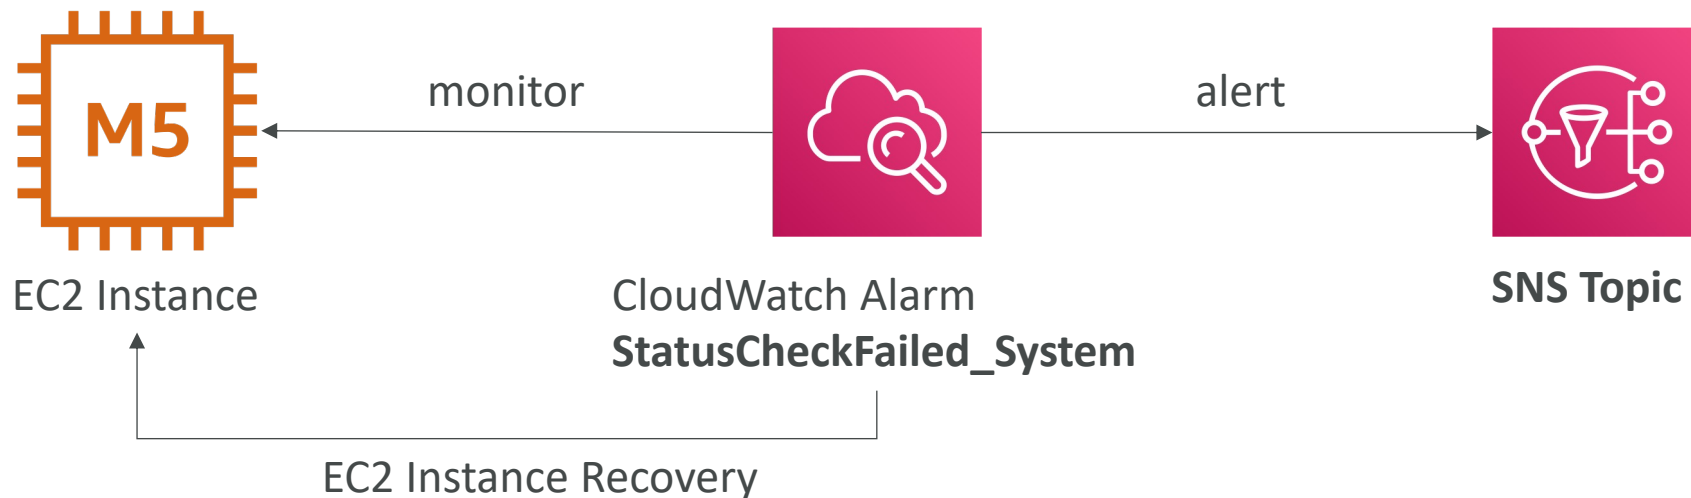 M5
monitor
alert
EC2 Instance
CloudWatch Alarm
StatusCheckFailed_System
SNS Topic
EC2 Instance Recovery